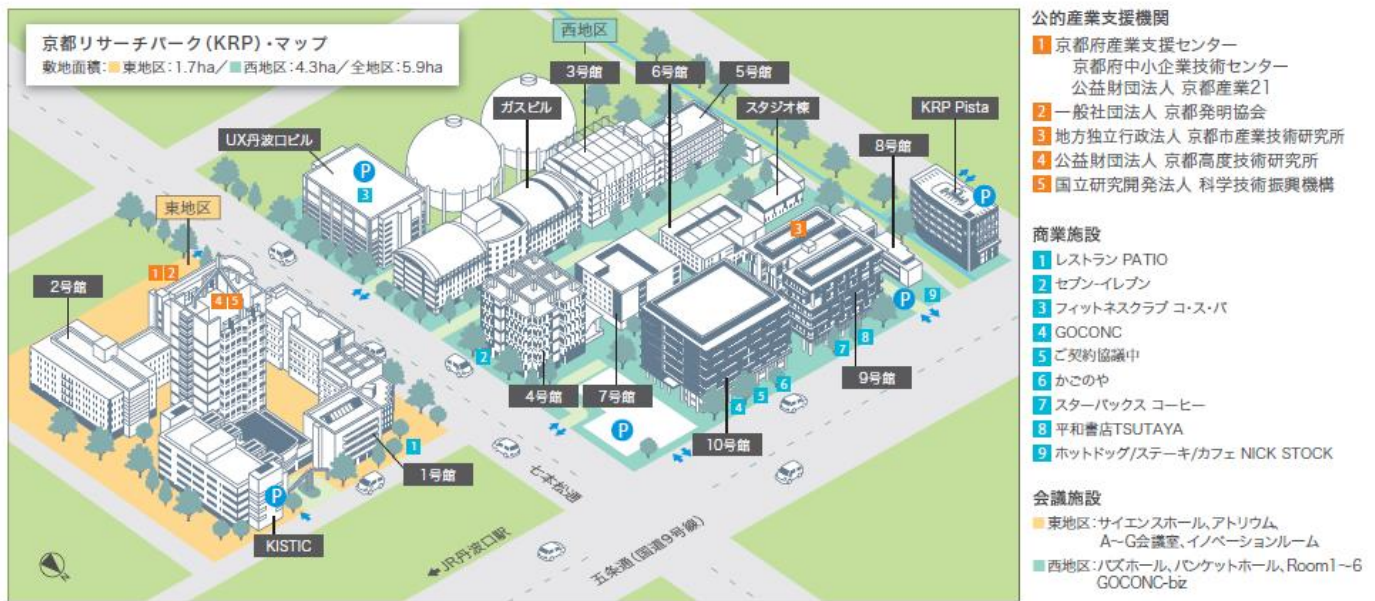 京都リサーチパーク(KRP)・マップ
敷地面積:■東地区:1.7ha/■西地区:4.3ha/全地区:5.9ha
西地区
3号館
6号館
5号館
ガスビル
スタジオ棟
KRP Pista
UX丹波口ビル
8号館
P
P
3
3
東地区
1 2
2号館
4 5
P
9
2
8
7
4号館
7号館
9号館
6
5
4
P
10号館
1
1号館
P
七本松通
KISTIC
JR丹波口駅
五条通(国道9号線)
N
公的産業支援機関
1 京都府産業支援センター
京都府中小企業技術センター
公益財団法人 京都産業21
2 一般社団法人 京都発明協会
3 地方独立行政法人 京都市産業技術研究所
4 公益財団法人 京都高度技術研究所
5 国立研究開発法人 科学技術振興機構
商業施設
1 レストラン PATIO
2 セブン-イレブン
3 フィットネスクラブ コ・ス・パ
4 GOCONC
5 ご契約協議中
6 かごのや
7 スターバックス コーヒー
8 平和書店TSUTAYA
9 ホットドッグ/ステーキ/カフェ NICK STOCK
会議施設
■東地区:サイエンスホール、アトリウム、
A〜G会議室、イノベーションルーム
■西地区:バズホール、バンケットホール、Room1〜6
GOCONC-biz